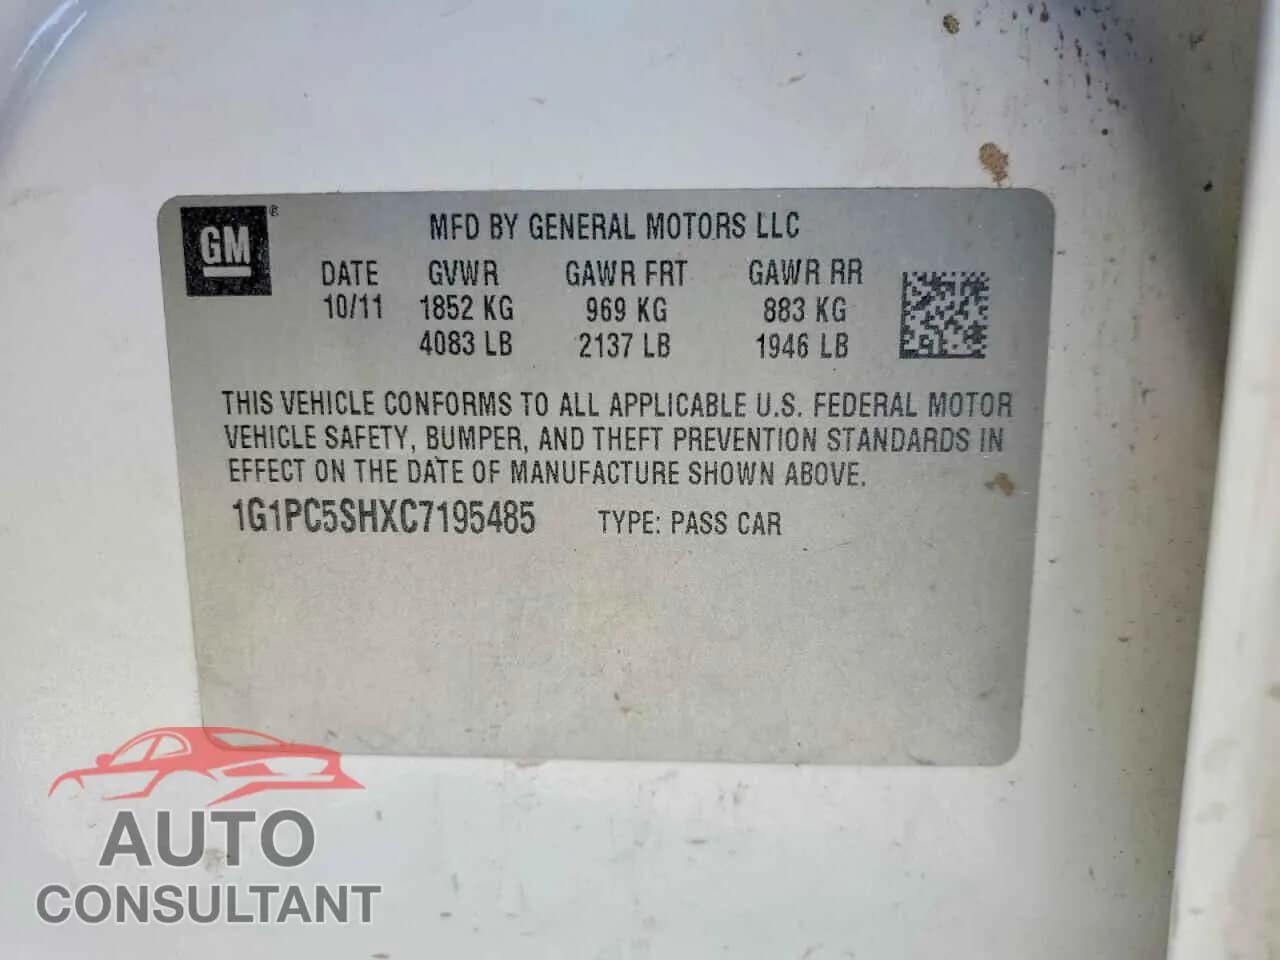 GM ®
MFD BY GENERAL MOTORS LLC
DATE GVWR GAWR FRT GAWR RR
10/11 1852 KG 969 KG 883 KG
4083 LB 2137 LB 1946 LB
THIS VEHICLE CONFORMS TO ALL APPLICABLE U.S. FEDERAL MOTOR
VEHICLE SAFETY, BUMPER, AND THEFT PREVENTION STANDARDS IN
EFFECT ON THE DATE OF MANUFACTURE SHOWN ABOVE.
1G1PC5SHXC7195485 TYPE: PASS CAR
AUTO
CONSULTANT